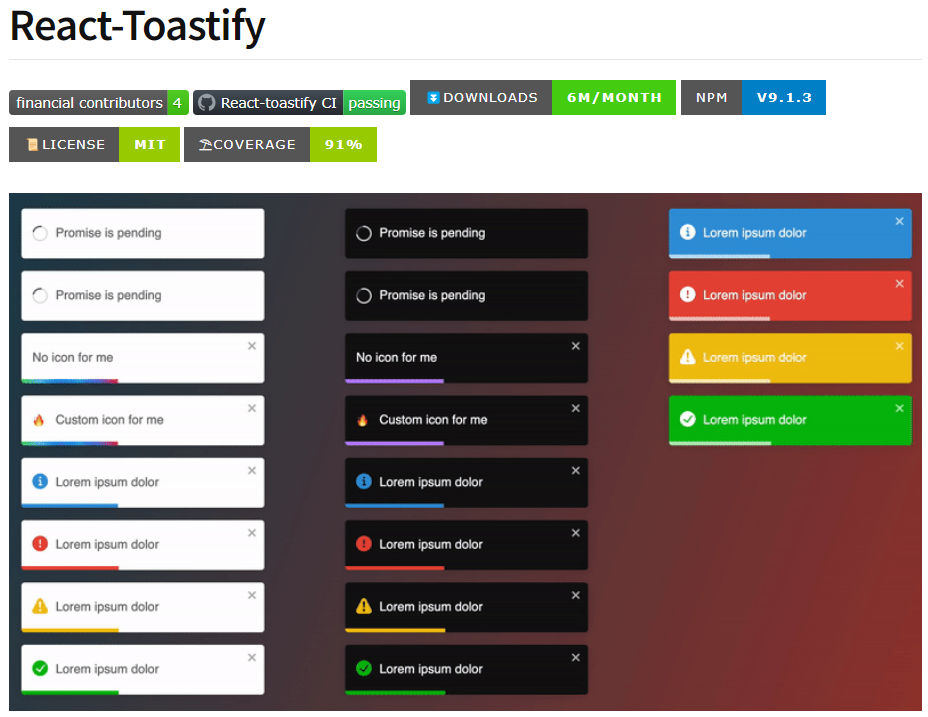 React-Toastify
financial contributors 4 React-toastify CI passing DOWNLOADS 6M/MONTH NPM V9.1.3
LICENSE MIT COVERAGE 91%
Promise is pending
Promise is pending
No icon for me
Custom icon for me
Lorem ipsum dolor
Lorem ipsum dolor
Lorem ipsum dolor
Lorem ipsum dolor
Promise is pending
Promise is pending
No icon for me
Custom icon for me
Lorem ipsum dolor
Lorem ipsum dolor
Lorem ipsum dolor
Lorem ipsum dolor
Lorem ipsum dolor
Lorem ipsum dolor
Lorem ipsum dolor
Lorem ipsum dolor